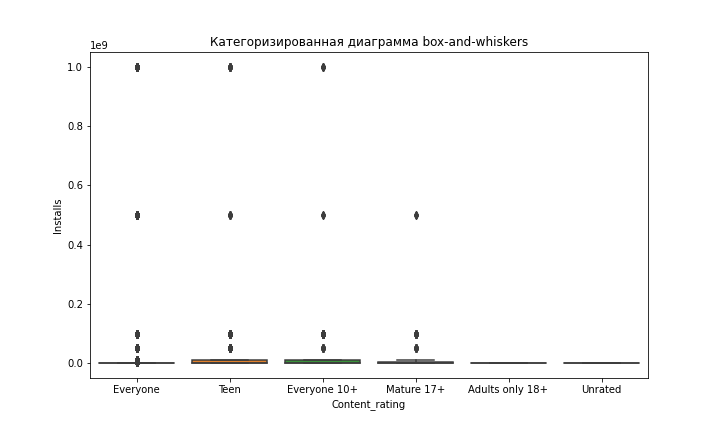 Категоризированная диаграмма box-and-whiskers
1e9
1.0
0.8
0.6
0.4
0.2
0.0
Installs
Everyone Teen Everyone 10+ Mature 17+ Adults only 18+ Unrated
Content_rating